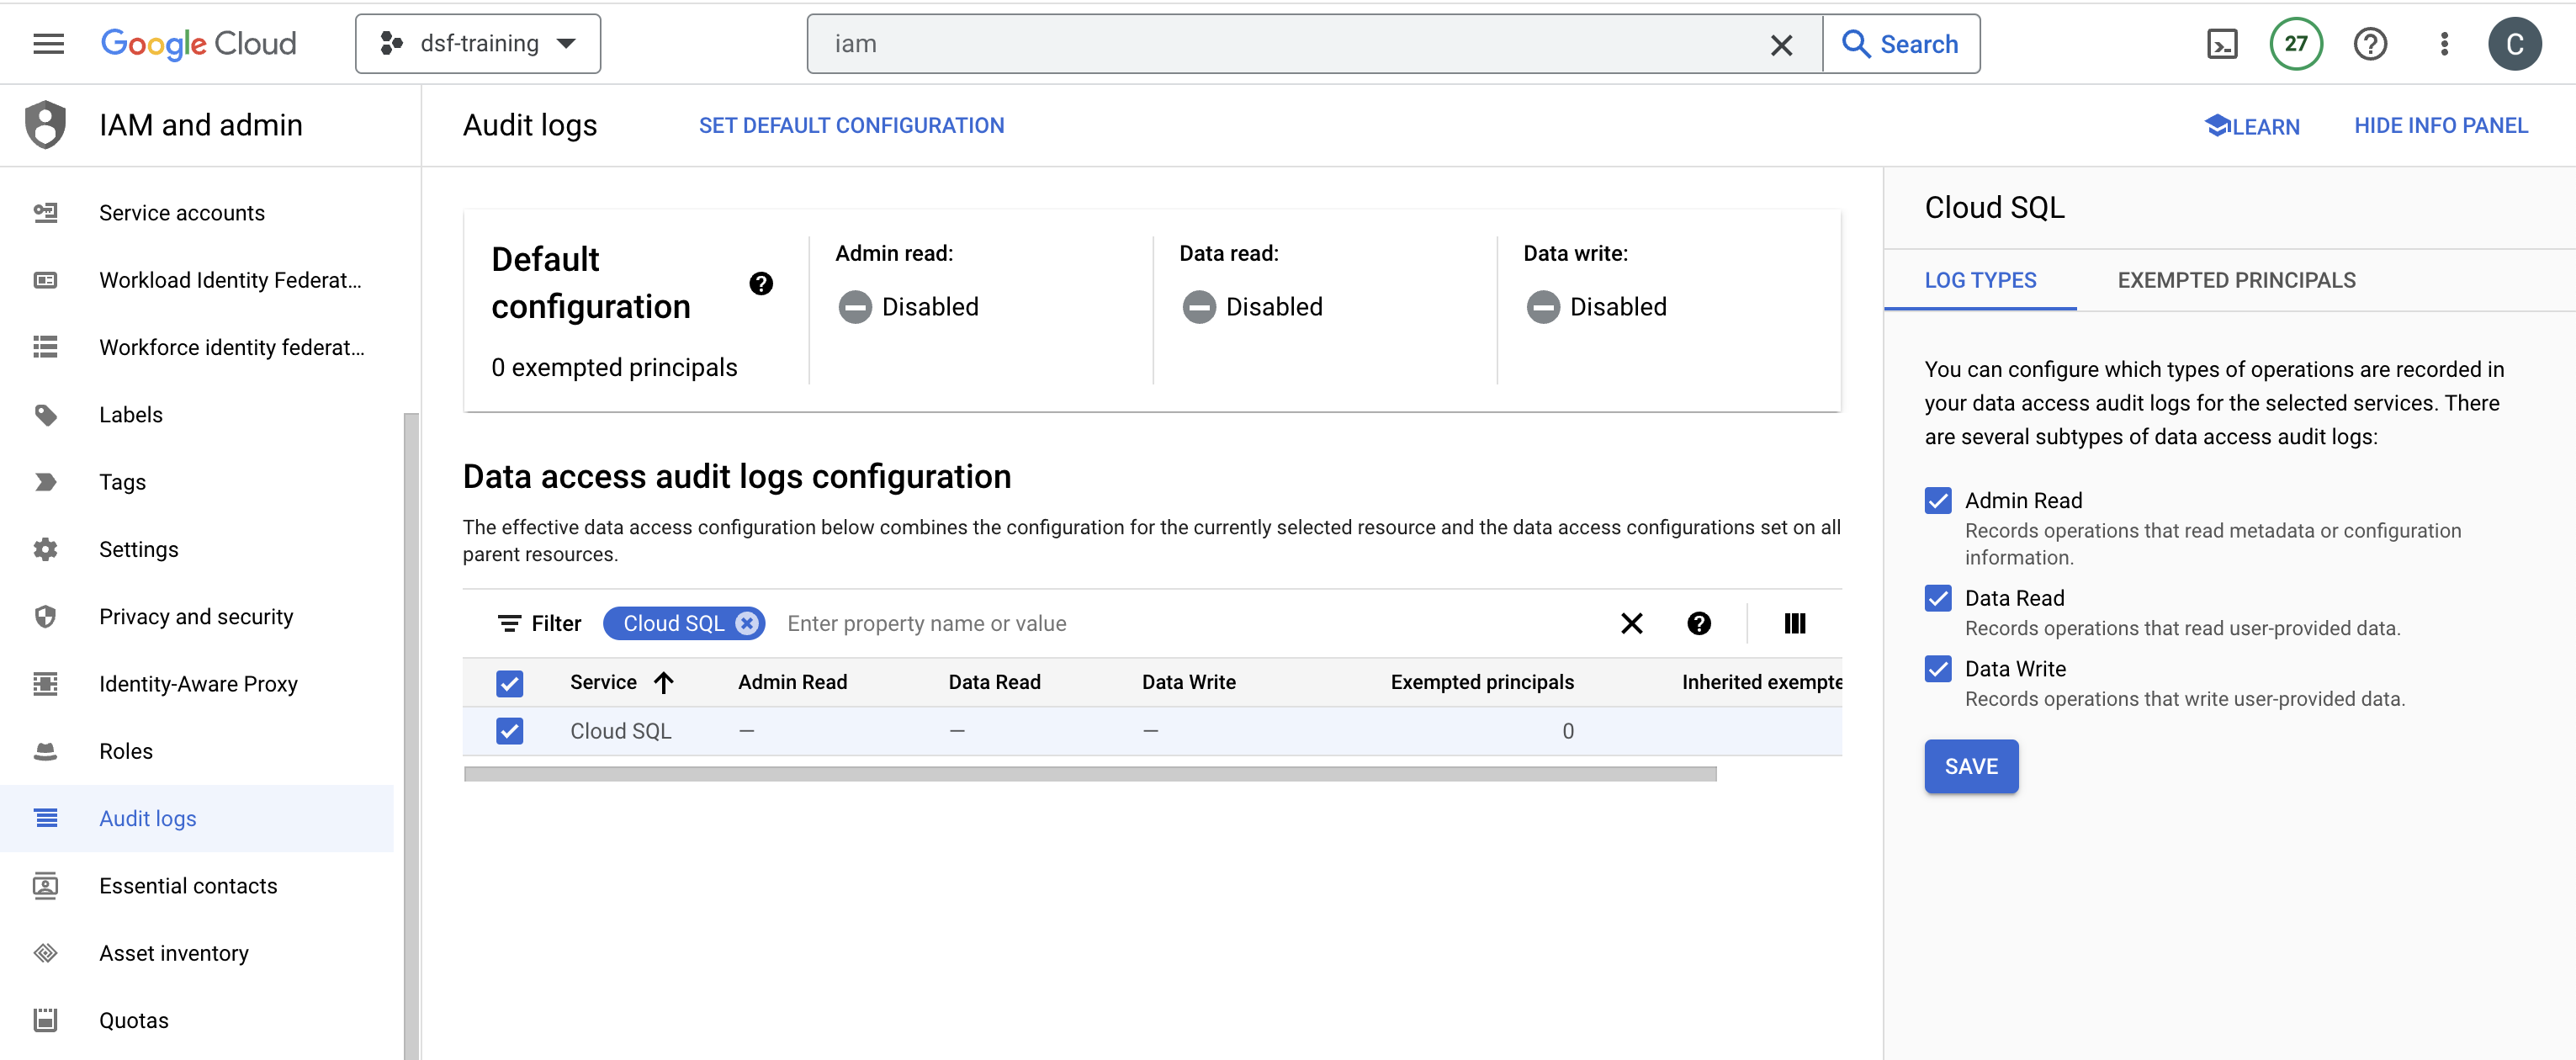 Google Cloud
dsf-training
iam
Search
27
C
IAM and admin
Service accounts
Workload Identity Federat...
Workforce identity federat...
Labels
Tags
Settings
Privacy and security
Identity-Aware Proxy
Roles
Audit logs
Essential contacts
Asset inventory
Quotas
Audit logs
SET DEFAULT CONFIGURATION
LEARN
HIDE INFO PANEL
Default
configuration
0 exempted principals
Admin read:
Disabled
Data read:
Disabled
Data write:
Disabled
Data access audit logs configuration
The effective data access configuration below combines the configuration for the currently selected resource and the data access configurations set on all
parent resources.
Filter Cloud SQL Enter property name or value
Service Admin Read Data Read Data Write Exempted principals Inherited exempte
Cloud SQL — — — 0
Cloud SQL
LOG TYPES EXEMPTED PRINCIPALS
You can configure which types of operations are recorded in
your data access audit logs for the selected services. There
are several subtypes of data access audit logs:
Admin Read
Records operations that read metadata or configuration
information.
Data Read
Records operations that read user-provided data.
Data Write
Records operations that write user-provided data.
SAVE